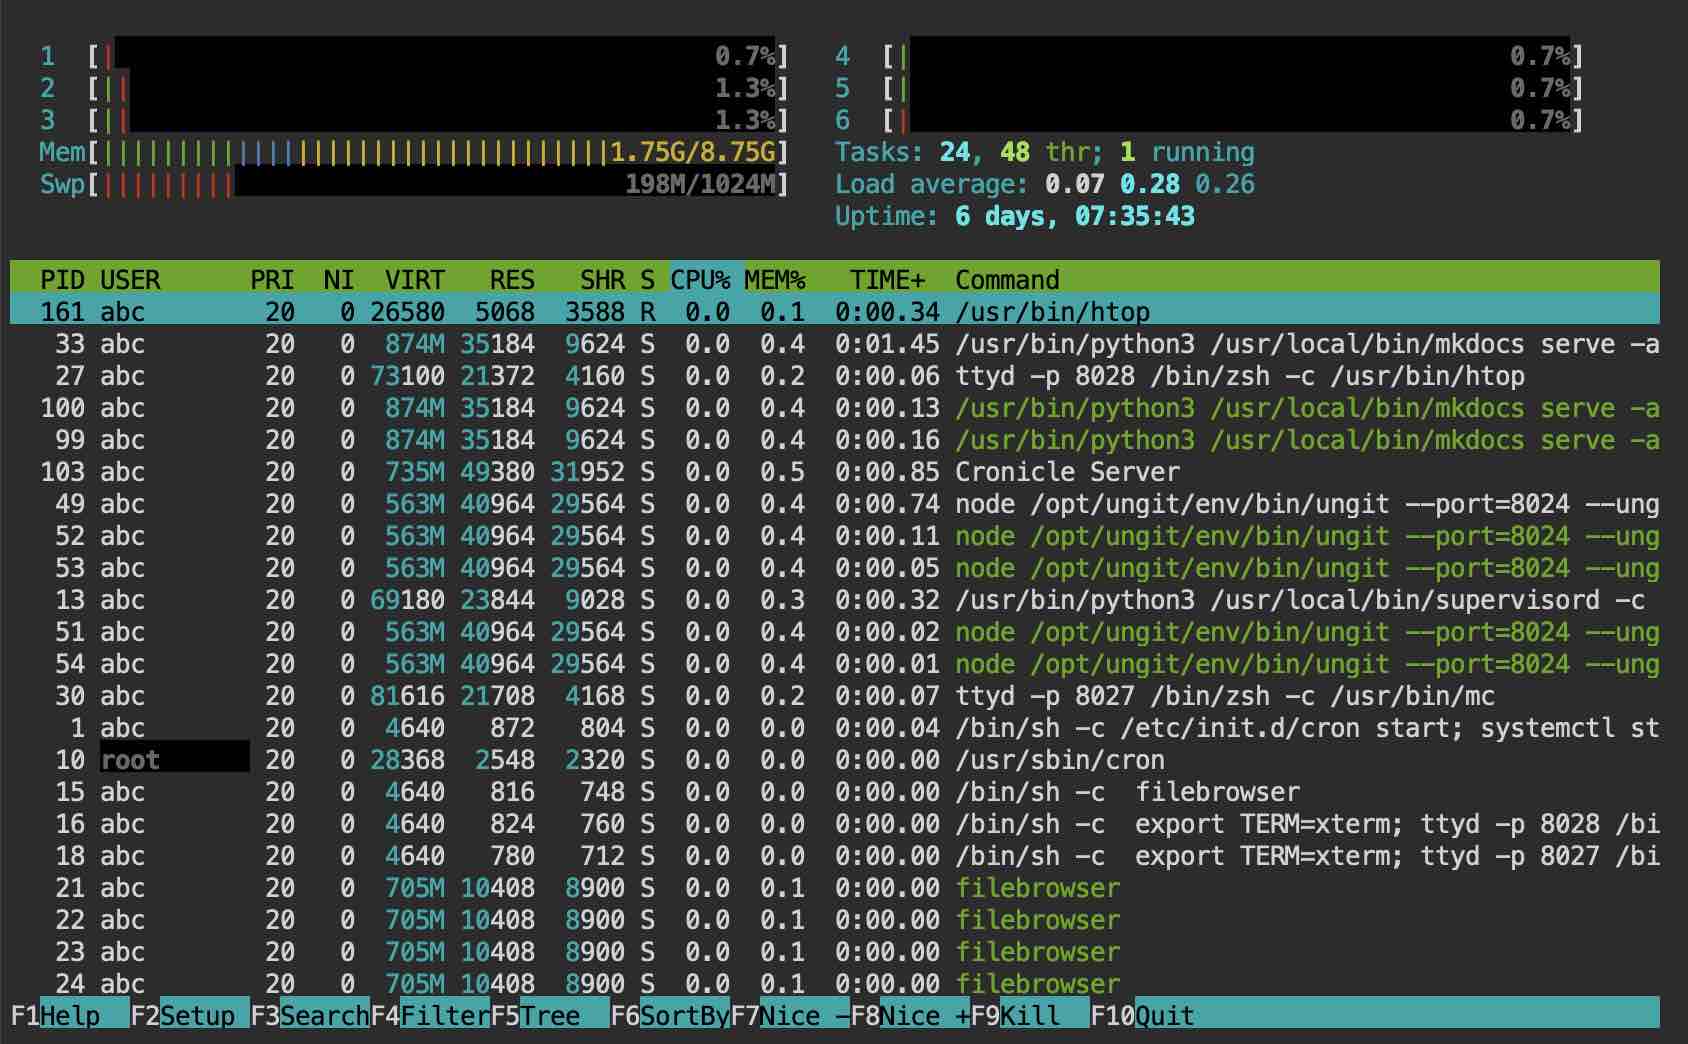 1 [| 0.7%] 4 [| 0.7%]
2 [|| 1.3%] 5 [| 0.7%]
3 [|| 1.3%] 6 [| 0.7%]
Mem[||||||||||||||||||||||||||||||||||1.75G/8.75G] Tasks: 24, 48 thr; 1 running
Swp[||||||||| 198M/1024M] Load average: 0.07 0.28 0.26
Uptime: 6 days, 07:35:43
PID USER PRI NI VIRT RES SHR S CPU% MEM% TIME+ Command
161 abc 20 0 26580 5068 3588 R 0.0 0.1 0:00.34 /usr/bin/htop
33 abc 20 0 874M 35184 9624 S 0.0 0.4 0:01.45 /usr/bin/python3 /usr/local/bin/mkdocs serve -a
27 abc 20 0 73100 21372 4160 S 0.0 0.2 0:00.06 ttyd -p 8028 /bin/zsh -c /usr/bin/htop
100 abc 20 0 874M 35184 9624 S 0.0 0.4 0:00.13 /usr/bin/python3 /usr/local/bin/mkdocs serve -a
99 abc 20 0 874M 35184 9624 S 0.0 0.4 0:00.16 /usr/bin/python3 /usr/local/bin/mkdocs serve -a
103 abc 20 0 735M 49380 31952 S 0.0 0.5 0:00.85 Cronicle Server
49 abc 20 0 563M 40964 29564 S 0.0 0.4 0:00.74 node /opt/ungit/env/bin/ungit --port=8024 --ung
52 abc 20 0 563M 40964 29564 S 0.0 0.4 0:00.11 node /opt/ungit/env/bin/ungit --port=8024 --ung
53 abc 20 0 563M 40964 29564 S 0.0 0.4 0:00.05 node /opt/ungit/env/bin/ungit --port=8024 --ung
13 abc 20 0 69180 23844 9028 S 0.0 0.3 0:00.32 /usr/bin/python3 /usr/local/bin/supervisord -c
51 abc 20 0 563M 40964 29564 S 0.0 0.4 0:00.02 node /opt/ungit/env/bin/ungit --port=8024 --ung
54 abc 20 0 563M 40964 29564 S 0.0 0.4 0:00.01 node /opt/ungit/env/bin/ungit --port=8024 --ung
30 abc 20 0 81616 21708 4168 S 0.0 0.2 0:00.07 ttyd -p 8027 /bin/zsh -c /usr/bin/mc
1 abc 20 0 4640 872 804 S 0.0 0.0 0:00.04 /bin/sh -c /etc/init.d/cron start; systemctl st
10 root 20 0 28368 2548 2320 S 0.0 0.0 0:00.00 /usr/sbin/cron
15 abc 20 0 4640 816 748 S 0.0 0.0 0:00.00 /bin/sh -c  filebrowser
16 abc 20 0 4640 824 760 S 0.0 0.0 0:00.00 /bin/sh -c  export TERM=xterm; ttyd -p 8028 /bi
18 abc 20 0 4640 780 712 S 0.0 0.0 0:00.00 /bin/sh -c  export TERM=xterm; ttyd -p 8027 /bi
21 abc 20 0 705M 10408 8900 S 0.0 0.1 0:00.00 filebrowser
22 abc 20 0 705M 10408 8900 S 0.0 0.1 0:00.00 filebrowser
23 abc 20 0 705M 10408 8900 S 0.0 0.1 0:00.00 filebrowser
24 abc 20 0 705M 10408 8900 S 0.0 0.1 0:00.00 filebrowser
F1Help F2Setup F3SearchF4FilterF5Tree F6SortByF7Nice -F8Nice +F9Kill F10Quit